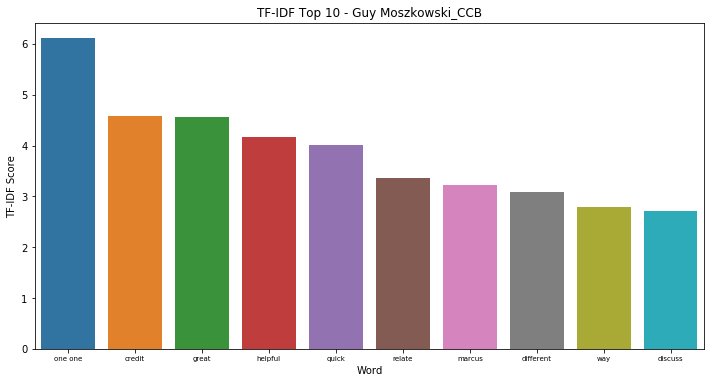 TF-IDF Top 10 - Guy Moszkowski_CCB
TF-IDF Score
6
5
4
3
2
1
0
one one credit great helpful quick relate marcus different way discuss
Word